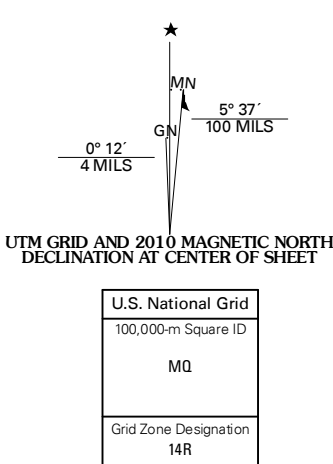 MN
5° 37´
100 MILS
GN
0° 12´
4 MILS
UTM GRID AND 2010 MAGNETIC NORTH
DECLINATION AT CENTER OF SHEET
U.S. National Grid
100,000-m Square ID
MQ
Grid Zone Designation
14R